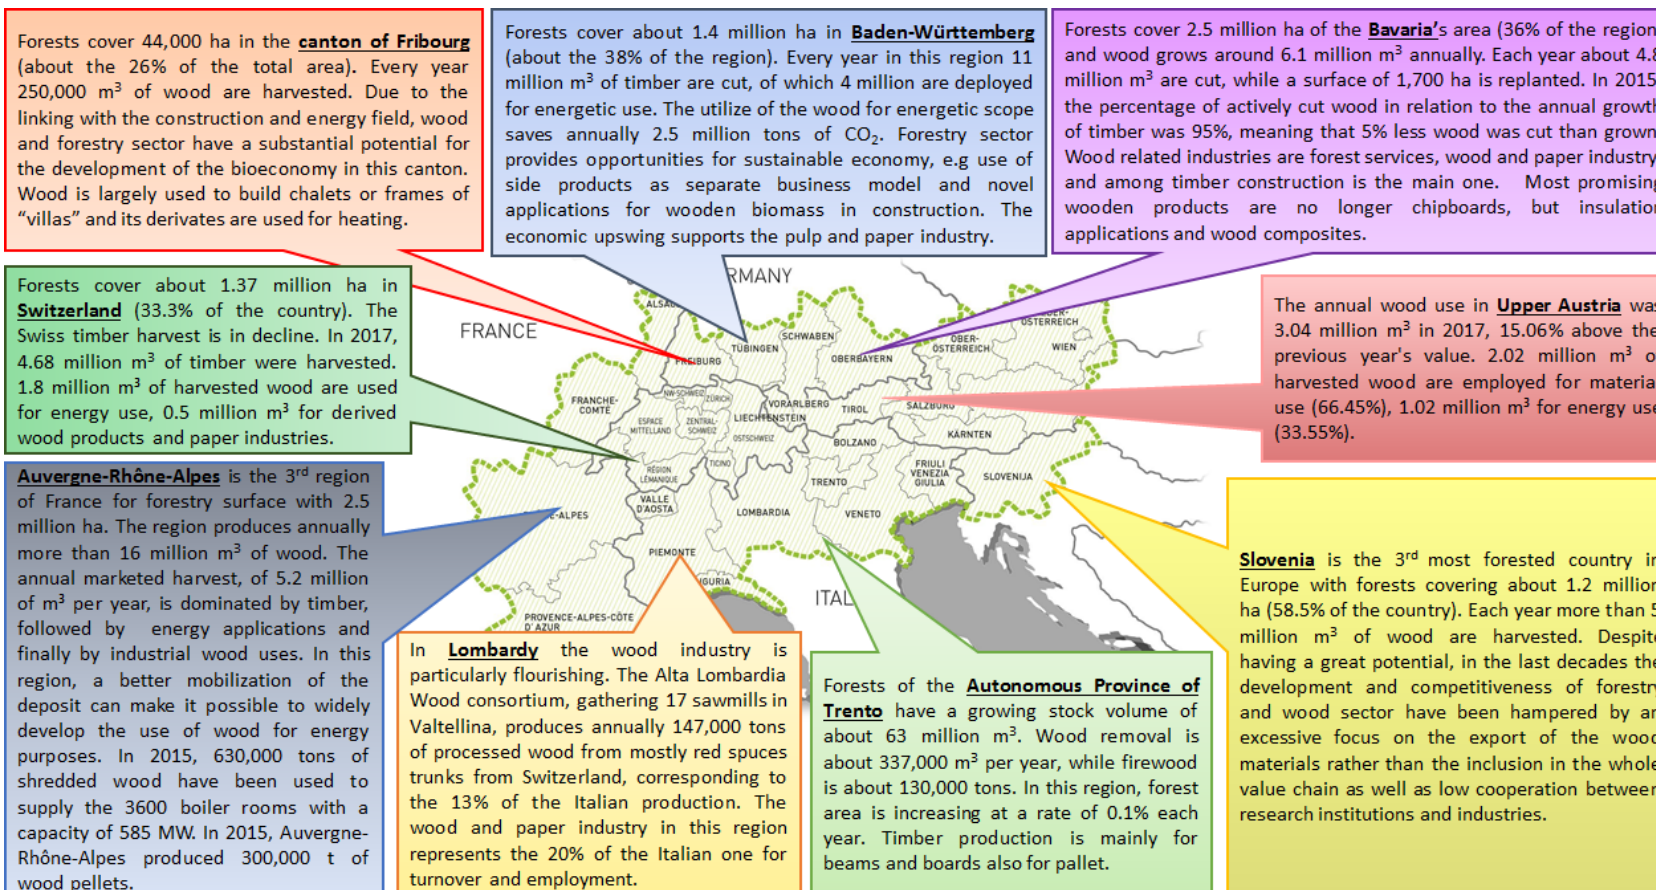 Forests cover 44,000 ha in the canton of Fribourg
(about the 26% of the total area). Every year
250,000 m³ of wood are harvested. Due to the
linking with the construction and energy field, wood
and forestry sector have a substantial potential for
the development of the bioeconomy in this canton.
Wood is largely used to build chalets or frames of
“villas” and its derivates are used for heating.
Forests cover about 1.4 million ha in Baden-Württemberg
(about the 38% of the region). Every year in this region 11
million m³ of timber are cut, of which 4 million are deployed
for energetic use. The utilize of the wood for energetic scope
saves annually 2.5 million tons of CO₂. Forestry sector
provides opportunities for sustainable economy, e.g use of
side products as separate business model and novel
applications for wooden biomass in construction. The
economic upswing supports the pulp and paper industry.
Forests cover 2.5 million ha of the Bavaria's area (36% of the region
and wood grows around 6.1 million m³ annually. Each year about 4.8
million m³ are cut, while a surface of 1,700 ha is replanted. In 2015
the percentage of actively cut wood in relation to the annual growth
of timber was 95%, meaning that 5% less wood was cut than grown
Wood related industries are forest services, wood and paper industry
and among timber construction is the main one. Most promising
wooden products are no longer chipboards, but insulation
applications and wood composites.
Forests cover about 1.37 million ha in
Switzerland (33.3% of the country). The
Swiss timber harvest is in decline. In 2017,
4.68 million m³ of timber were harvested.
1.8 million m³ of harvested wood are used
for energy use, 0.5 million m³ for derived
wood products and paper industries.
The annual wood use in Upper Austria was
3.04 million m³ in 2017, 15.06% above the
previous year's value. 2.02 million m³ o
harvested wood are employed for material
use (66.45%), 1.02 million m³ for energy use
(33.55%).
Auvergne-Rhône-Alpes is the 3rd region
of France for forestry surface with 2.5
million ha. The region produces annually
more than 16 million m³ of wood. The
annual marketed harvest, of 5.2 million
of m³ per year, is dominated by timber,
followed by energy applications and
finally by industrial wood uses. In this
region, a better mobilization of the
deposit can make it possible to widely
develop the use of wood for energy
purposes. In 2015, 630,000 tons of
shredded wood have been used to
supply the 3600 boiler rooms with a
capacity of 585 MW. In 2015, Auvergne-
Rhône-Alpes produced 300,000 t of
wood pellets.
In Lombardy the wood industry is
particularly flourishing. The Alta Lombardia
Wood consortium, gathering 17 sawmills in
Valtellina, produces annually 147,000 tons
of processed wood from mostly red spuces
trunks from Switzerland, corresponding to
the 13% of the Italian production. The
wood and paper industry in this region
represents the 20% of the Italian one for
turnover and employment.
Forests of the Autonomous Province of
Trento have a growing stock volume of
about 63 million m³. Wood removal is
about 337,000 m³ per year, while firewood
is about 130,000 tons. In this region, forest
area is increasing at a rate of 0.1% each
year. Timber production is mainly for
beams and boards also for pallet.
Slovenia is the 3rd most forested country in
Europe with forests covering about 1.2 million
ha (58.5% of the country). Each year more than 5
million m³ of wood are harvested. Despite
having a great potential, in the last decades the
development and competitiveness of forestry
and wood sector have been hampered by an
excessive focus on the export of the wood
materials rather than the inclusion in the whole
value chain as well as low cooperation between
research institutions and industries.
RMANY
FRANCE
ITAL
ALSAC
FREIBURG
TÜBINGEN
SCHWABEN
OBERBAYERN
OBER-
ÖSTERREICH
ER-
ÖSTERREICH
WIEN
FRANCHE-
COMTÉ
NW-SCHWEIZ
ZÜRICH
ESPACE
MITTELLAND
ZENTRAL-
SCHWEIZ
OSTSCHWEIZ
LIECHTENSTEIN
VORARLBERG
TIROL
SALZBURG
KÄRNTEN
BOLZANO
RÉGION
LÉMANIQUE
TICINO
TRENTO
FRIULI
VENEZIA
GIULIA
SLOVENIJA
E-ALPES
VALLE
D'AOSTA
LOMBARDIA
VENETO
PIEMONTE
IGURIA
PROVENCE-ALPES-CÔTE
D'AZUR